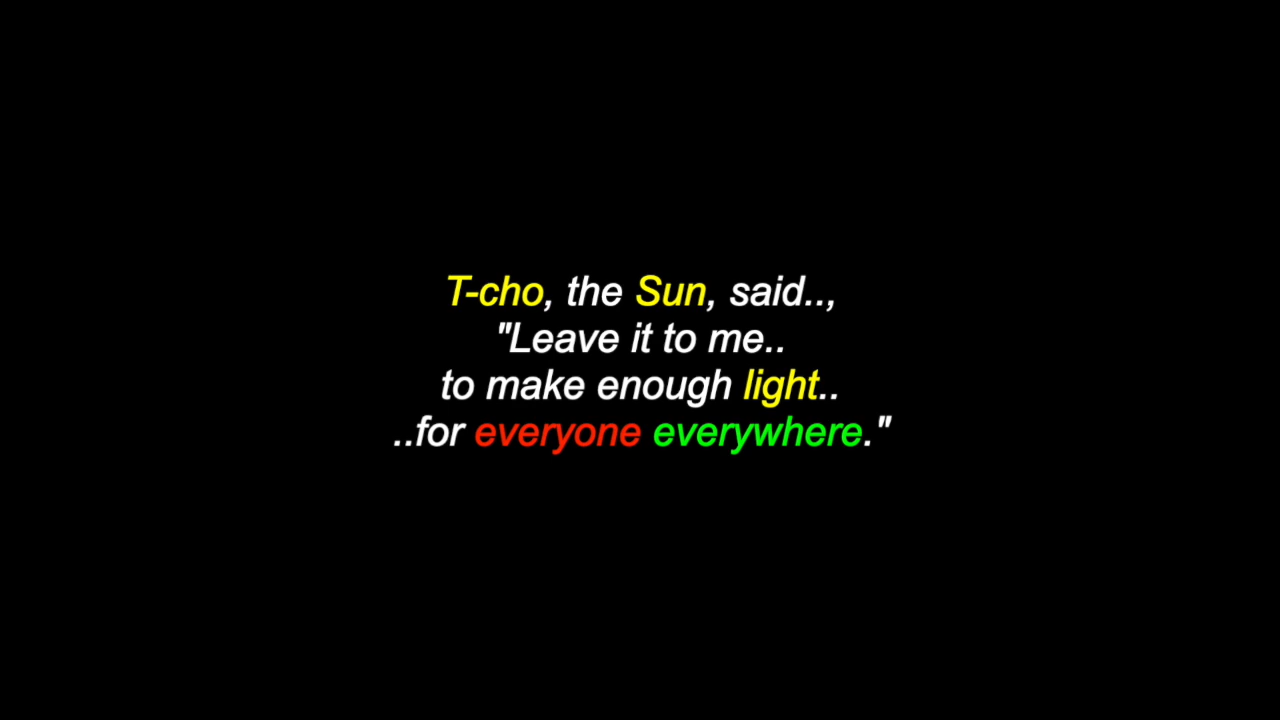 T-cho, the Sun, said..,
"Leave it to me..
to make enough light..
..for everyone everywhere."